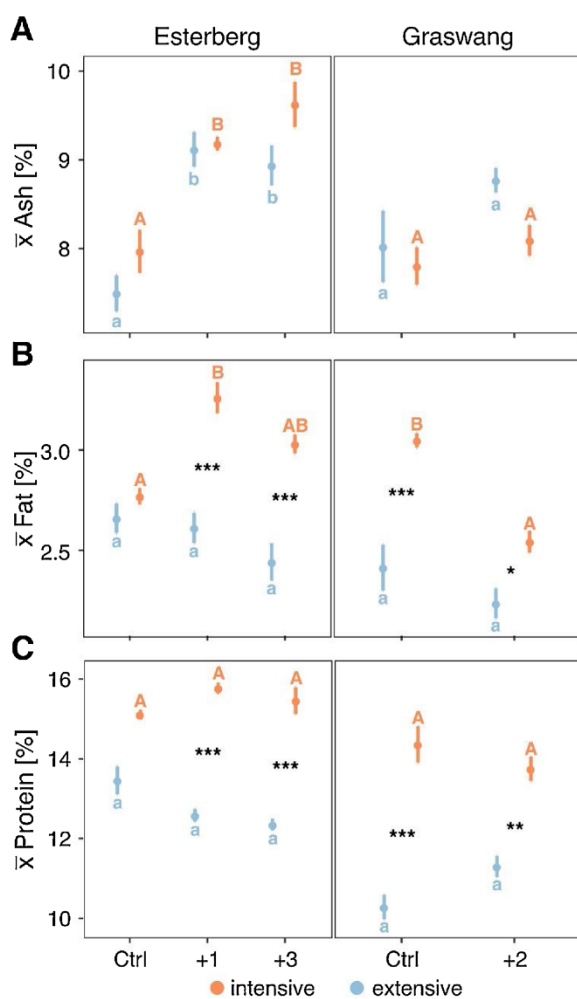 A
Esterberg Graswang
x̅ Ash [%]
10
9
8
A B B
a b b
A A
a a
B
x̅ Fat [%]
3.0
2.5
A B AB
*** ***
a a a
B A
*** *
a a
C
x̅ Protein [%]
16
14
12
10
A A A
*** ***
a a a
A A
*** **
a a
Ctrl +1 +3 Ctrl +2
intensive extensive